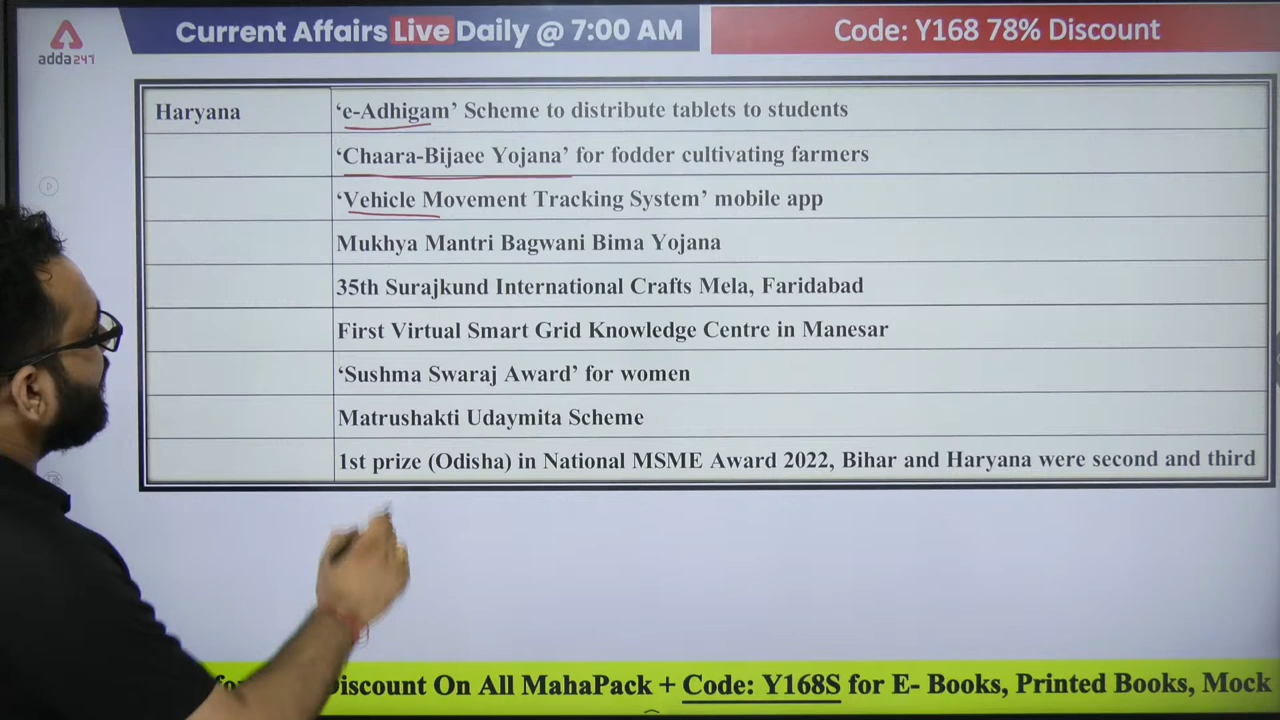 Current Affairs Live Daily @ 7:00 AM
Code: Y168 78% Discount
adda247
Haryana
‘e-Adhigam’ Scheme to distribute tablets to students
‘Chaara-Bijaee Yojana’ for fodder cultivating farmers
‘Vehicle Movement Tracking System’ mobile app
Mukhya Mantri Bagwani Bima Yojana
35th Surajkund International Crafts Mela, Faridabad
First Virtual Smart Grid Knowledge Centre in Manesar
‘Sushma Swaraj Award’ for women
Matrushakti Udaymita Scheme
1st prize (Odisha) in National MSME Award 2022, Bihar and Haryana were second and third
Discount On All MahaPack + Code: Y168S for E- Books, Printed Books, Mock